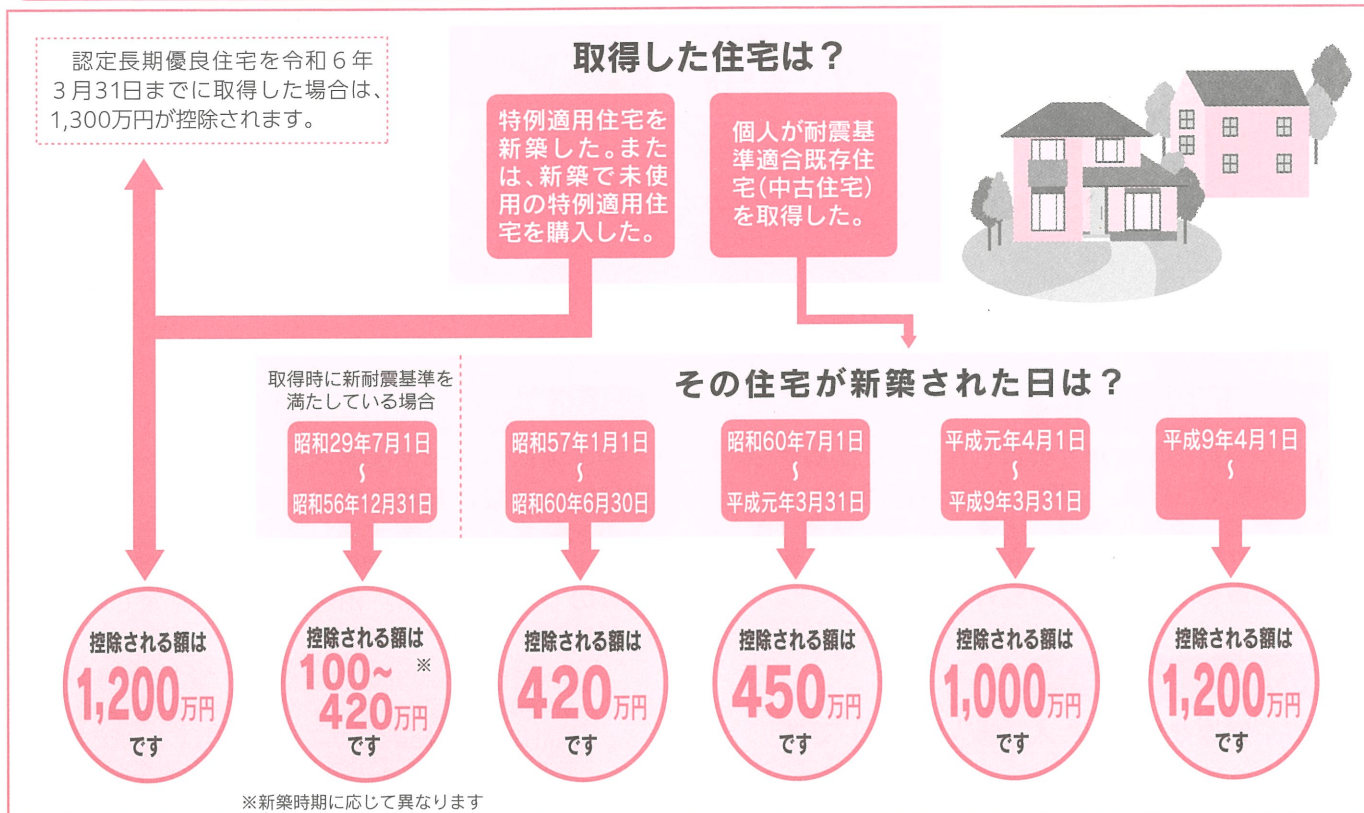 認定長期優良住宅を令和6年
3月31日までに取得した場合は、
1,300万円が控除されます。
取得した住宅は?
特例適用住宅を
新築した。また
は、新築で未使
用の特例適用住
宅を購入した。
個人が耐震基
準適合既存住
宅(中古住宅)
を取得した。
取得時に新耐震基準を
満たしている場合
その住宅が新築された日は?
昭和29年7月1日
~
昭和56年12月31日
昭和57年1月1日
~
昭和60年6月30日
昭和60年7月1日
~
平成元年3月31日
平成元年4月1日
~
平成9年3月31日
平成9年4月1日
~
控除される額は
1,200万円
です
控除される額は
100~※
420万円
です
控除される額は
420万円
です
控除される額は
450万円
です
控除される額は
1,000万円
です
控除される額は
1,200万円
です
※新築時期に応じて異なります